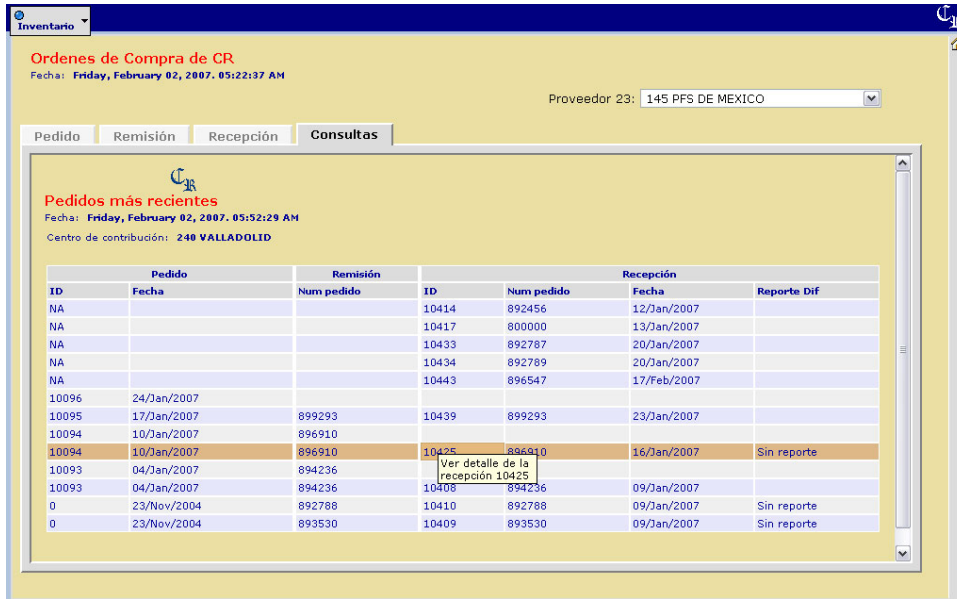 Inventario
CR
Ordenes de Compra de CR
Fecha: Friday, February 02, 2007. 05:22:37 AM
Proveedor 23: 145 PFS DE MEXICO
Pedido Remisión Recepción Consultas
CR
Pedidos más recientes
Fecha: Friday, February 02, 2007. 05:52:29 AM
Centro de contribución: 240 VALLADOLID
Pedido Remisión Recepción
ID Fecha Num pedido ID Num pedido Fecha Reporte Dif
NA 10414 892456 12/Jan/2007
NA 10417 800000 13/Jan/2007
NA 10433 892787 20/Jan/2007
NA 10434 892789 20/Jan/2007
NA 10443 896547 17/Feb/2007
10096 24/Jan/2007
10095 17/Jan/2007 899293 10439 899293 23/Jan/2007
10094 10/Jan/2007 896910
10094 10/Jan/2007 896910 10425 896910 16/Jan/2007 Sin reporte
Ver detalle de la
recepción 10425
10093 04/Jan/2007 894236
10093 04/Jan/2007 894236 10408 894236 09/Jan/2007
0 23/Nov/2004 892788 10410 892788 09/Jan/2007 Sin reporte
0 23/Nov/2004 893530 10409 893530 09/Jan/2007 Sin reporte